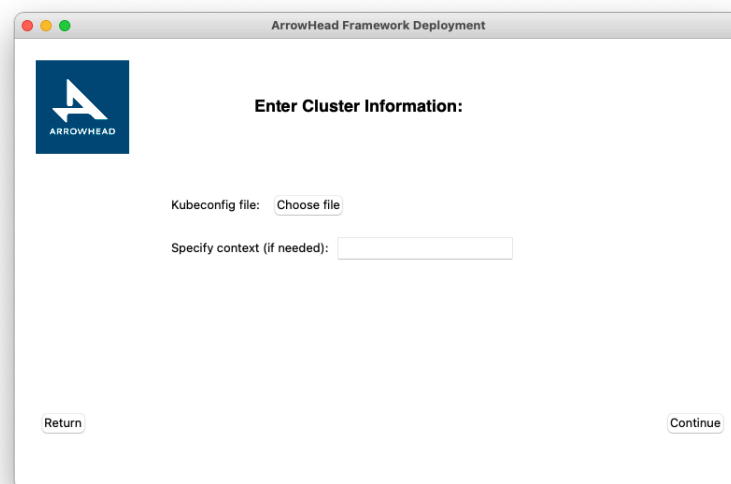 ArrowHead Framework Deployment
ARROWHEAD
Enter Cluster Information:
Kubeconfig file: Choose file
Specify context (if needed):
Return Continue